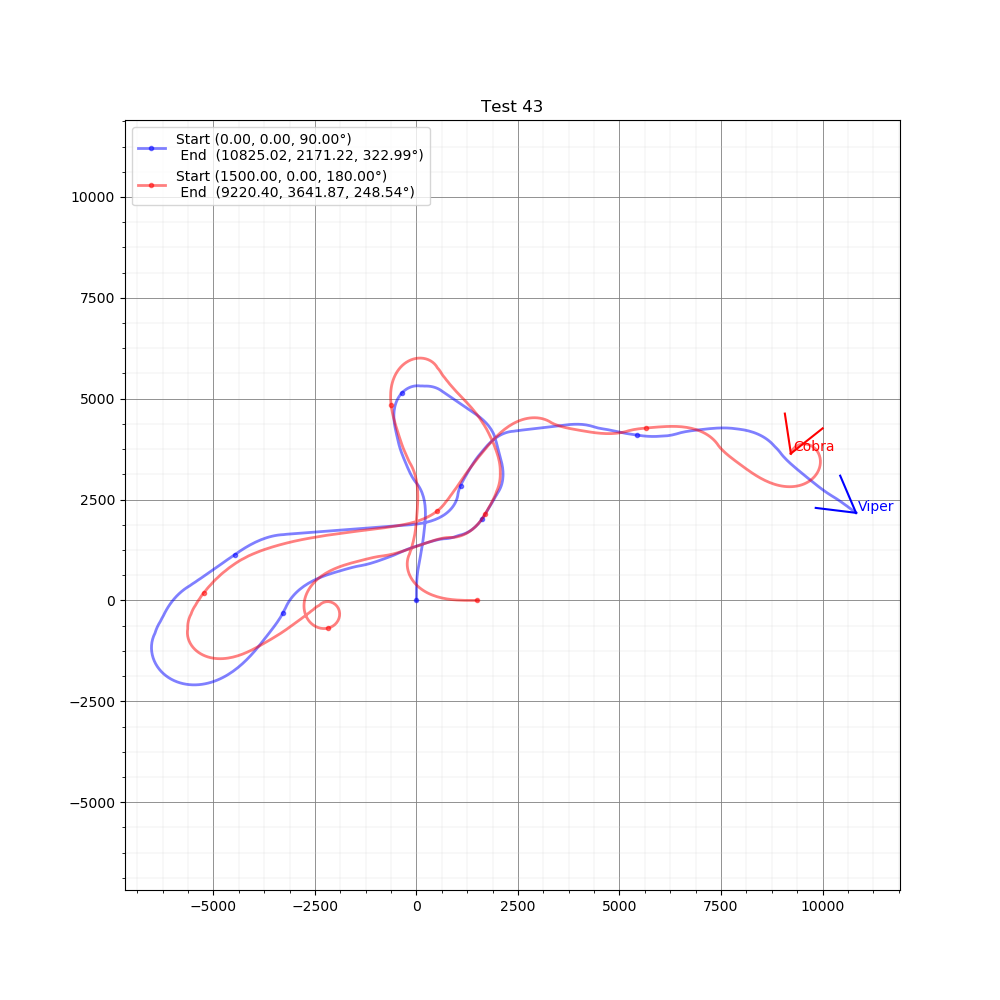 Test 43
Start (0.00, 0.00, 90.00°)
End (10825.02, 2171.22, 322.99°)
Start (1500.00, 0.00, 180.00°)
End (9220.40, 3641.87, 248.54°)
10000
7500
5000
2500
0
−2500
−5000
Cobra
Viper
−5000 −2500 0 2500 5000 7500 10000